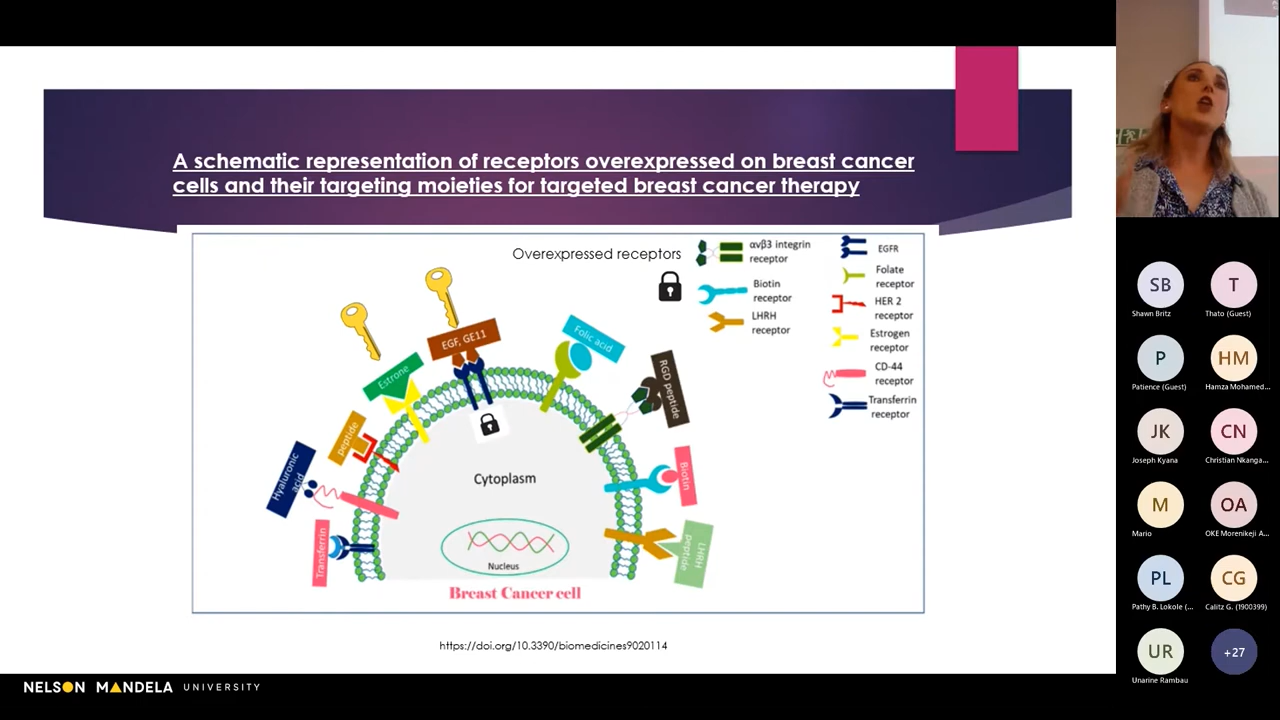 A schematic representation of receptors overexpressed on breast cancer
cells and their targeting moieties for targeted breast cancer therapy
Overexpressed receptors
αvβ3 integrin
receptor
Biotin
receptor
LHRH
receptor
EGFR
Folate
receptor
HER 2
receptor
Estrogen
receptor
CD-44
receptor
Transferrin
receptor
EGF, GE11
Folic acid
Estrone
RGD peptide
peptide
Hyaluronic
acid
Transferrin
Biotin
LHRH
peptide
Cytoplasm
Nucleus
Breast Cancer cell
https://doi.org/10.3390/biomedicines9020114
NELSON MANDELA UNIVERSITY
SB
Shawn Britz
T
Thato (Guest)
P
Patience (Guest)
HM
Hamza Mohamed...
JK
Joseph Kyana
CN
Christian Nkanga...
M
Mario
OA
OKE Morenikeji A...
PL
Pathy B. Lokole (...
CG
Calitz G. (1900399)
UR
Unarine Rambau
+27